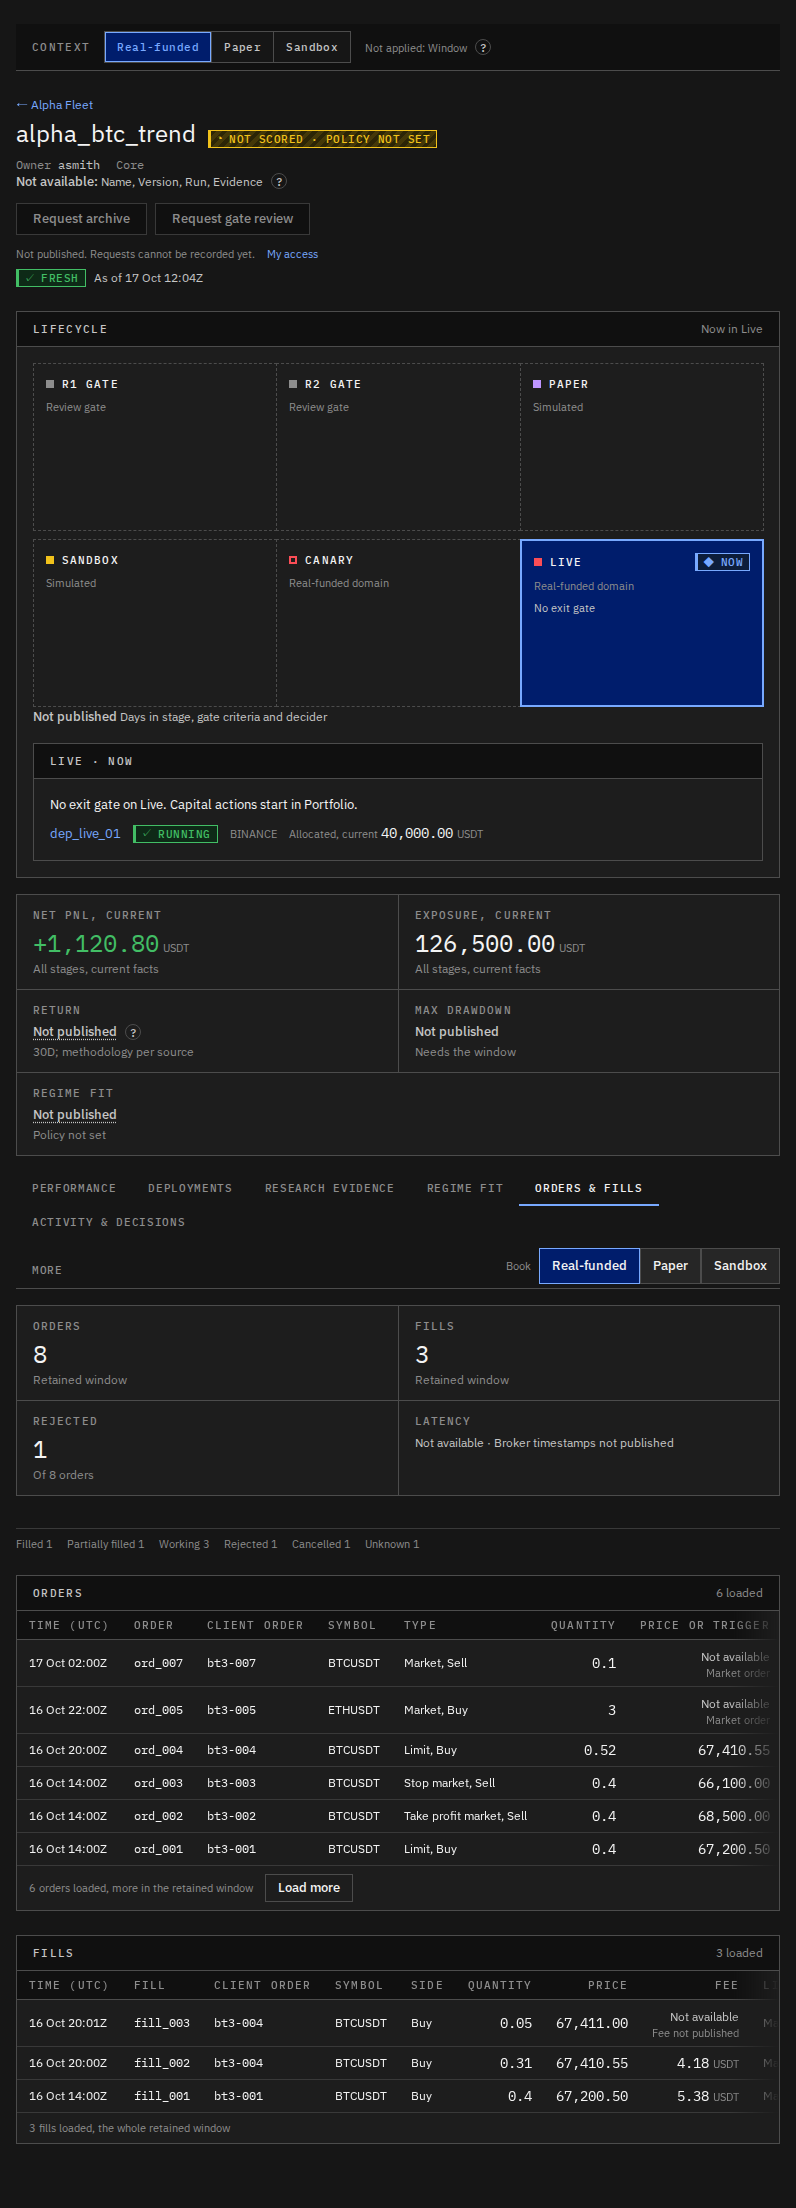 CONTEXT Real-funded Paper Sandbox Not applied: Window ?
← Alpha Fleet
alpha_btc_trend NOT SCORED · POLICY NOT SET
Owner asmith Core
Not available: Name, Version, Run, Evidence ?
Request archive Request gate review
Not published. Requests cannot be recorded yet. My access
✓ FRESH As of 17 Oct 12:04Z
LIFECYCLE Now in Live
R1 GATE R2 GATE PAPER
Review gate Review gate Simulated
SANDBOX CANARY LIVE ◆ NOW
Simulated Real-funded domain Real-funded domain
No exit gate
Not published Days in stage, gate criteria and decider
LIVE · NOW
No exit gate on Live. Capital actions start in Portfolio.
dep_live_01 ✓ RUNNING BINANCE Allocated, current 40,000.00 USDT
NET PNL, CURRENT EXPOSURE, CURRENT
+1,120.80 USDT 126,500.00 USDT
All stages, current facts All stages, current facts
RETURN MAX DRAWDOWN
Not published ? Not published
30D; methodology per source Needs the window
REGIME FIT
Not published
Policy not set
PERFORMANCE DEPLOYMENTS RESEARCH EVIDENCE REGIME FIT ORDERS & FILLS
ACTIVITY & DECISIONS
MORE Book Real-funded Paper Sandbox
ORDERS FILLS
8 3
Retained window Retained window
REJECTED LATENCY
1 Not available · Broker timestamps not published
Of 8 orders
Filled 1 Partially filled 1 Working 3 Rejected 1 Cancelled 1 Unknown 1
ORDERS 6 loaded
TIME (UTC) ORDER CLIENT ORDER SYMBOL TYPE QUANTITY PRICE OR TRIGGER
17 Oct 02:00Z ord_007 bt3-007 BTCUSDT Market, Sell 0.1 Not available
Market order
16 Oct 22:00Z ord_005 bt3-005 ETHUSDT Market, Buy 3 Not available
Market order
16 Oct 20:00Z ord_004 bt3-004 BTCUSDT Limit, Buy 0.52 67,410.55
16 Oct 14:00Z ord_003 bt3-003 BTCUSDT Stop market, Sell 0.4 66,100.00
16 Oct 14:00Z ord_002 bt3-002 BTCUSDT Take profit market, Sell 0.4 68,500.00
16 Oct 14:00Z ord_001 bt3-001 BTCUSDT Limit, Buy 0.4 67,200.50
6 orders loaded, more in the retained window Load more
FILLS 3 loaded
TIME (UTC) FILL CLIENT ORDER SYMBOL SIDE QUANTITY PRICE FEE
16 Oct 20:01Z fill_003 bt3-004 BTCUSDT Buy 0.05 67,411.00 Not available
Fee not published
16 Oct 20:00Z fill_002 bt3-004 BTCUSDT Buy 0.31 67,410.55 4.18 USDT
16 Oct 14:00Z fill_001 bt3-001 BTCUSDT Buy 0.4 67,200.50 5.38 USDT
3 fills loaded, the whole retained window